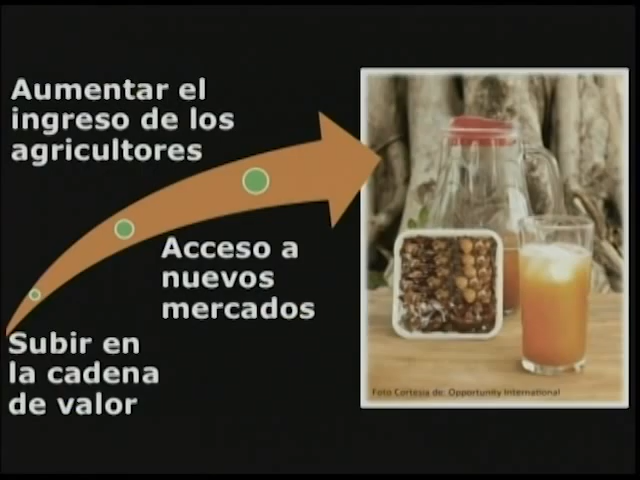 Aumentar el
ingreso de los
agricultores
Acceso a
nuevos
mercados
Subir en
la cadena
de valor
Foto Cortesía de: Opportunity International